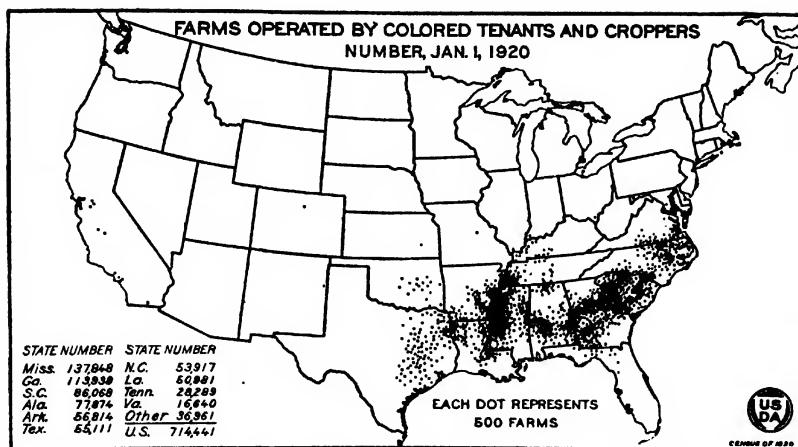 FARMS OPERATED BY COLORED TENANTS AND CROPPERS
NUMBER, JAN. 1, 1920
STATE NUMBER STATE NUMBER
Miss. 137,848 N.C. 53,917
Ga. 113,938 La. 50,981
S.C. 86,068 Tenn. 28,289
Ala. 77,874 Va. 16,640
Ark. 56,814 Other 36,961
Tex. 55,111 U.S. 714,441
EACH DOT REPRESENTS
500 FARMS
US
DA
CENSUS OF 1920